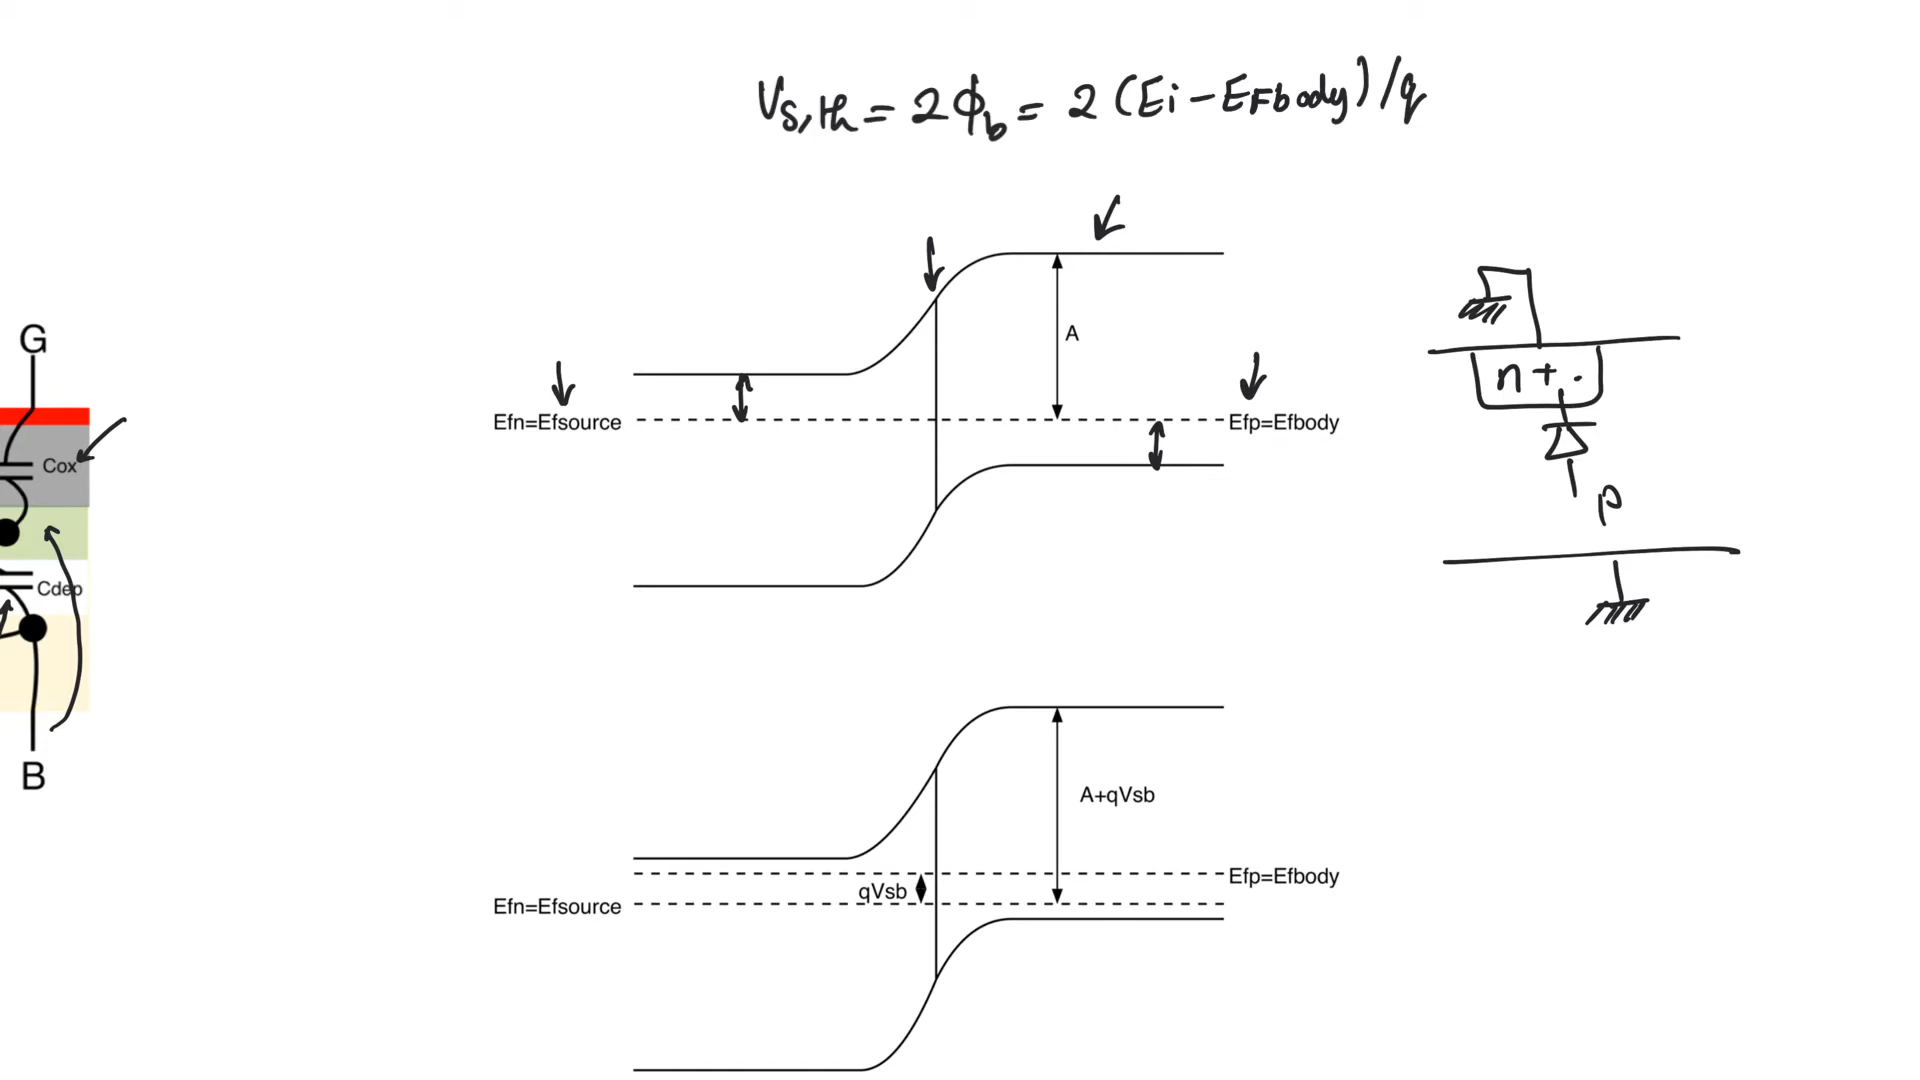 Vs,th = 2ϕb = 2 (Ei - EFbody)/q
A
Efn=Efsource
Efp=Efbody
n+
p
G
Cox
Cdep
B
A+qVsb
Efp=Efbody
qVsb
Efn=Efsource